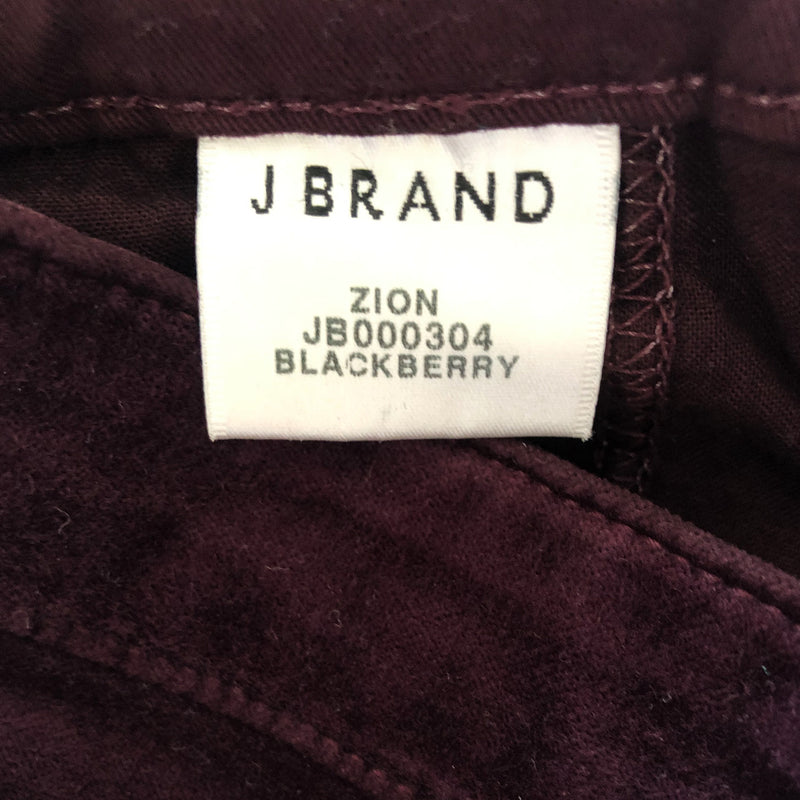 J BRAND
ZION
JB000304
BLACKBERRY